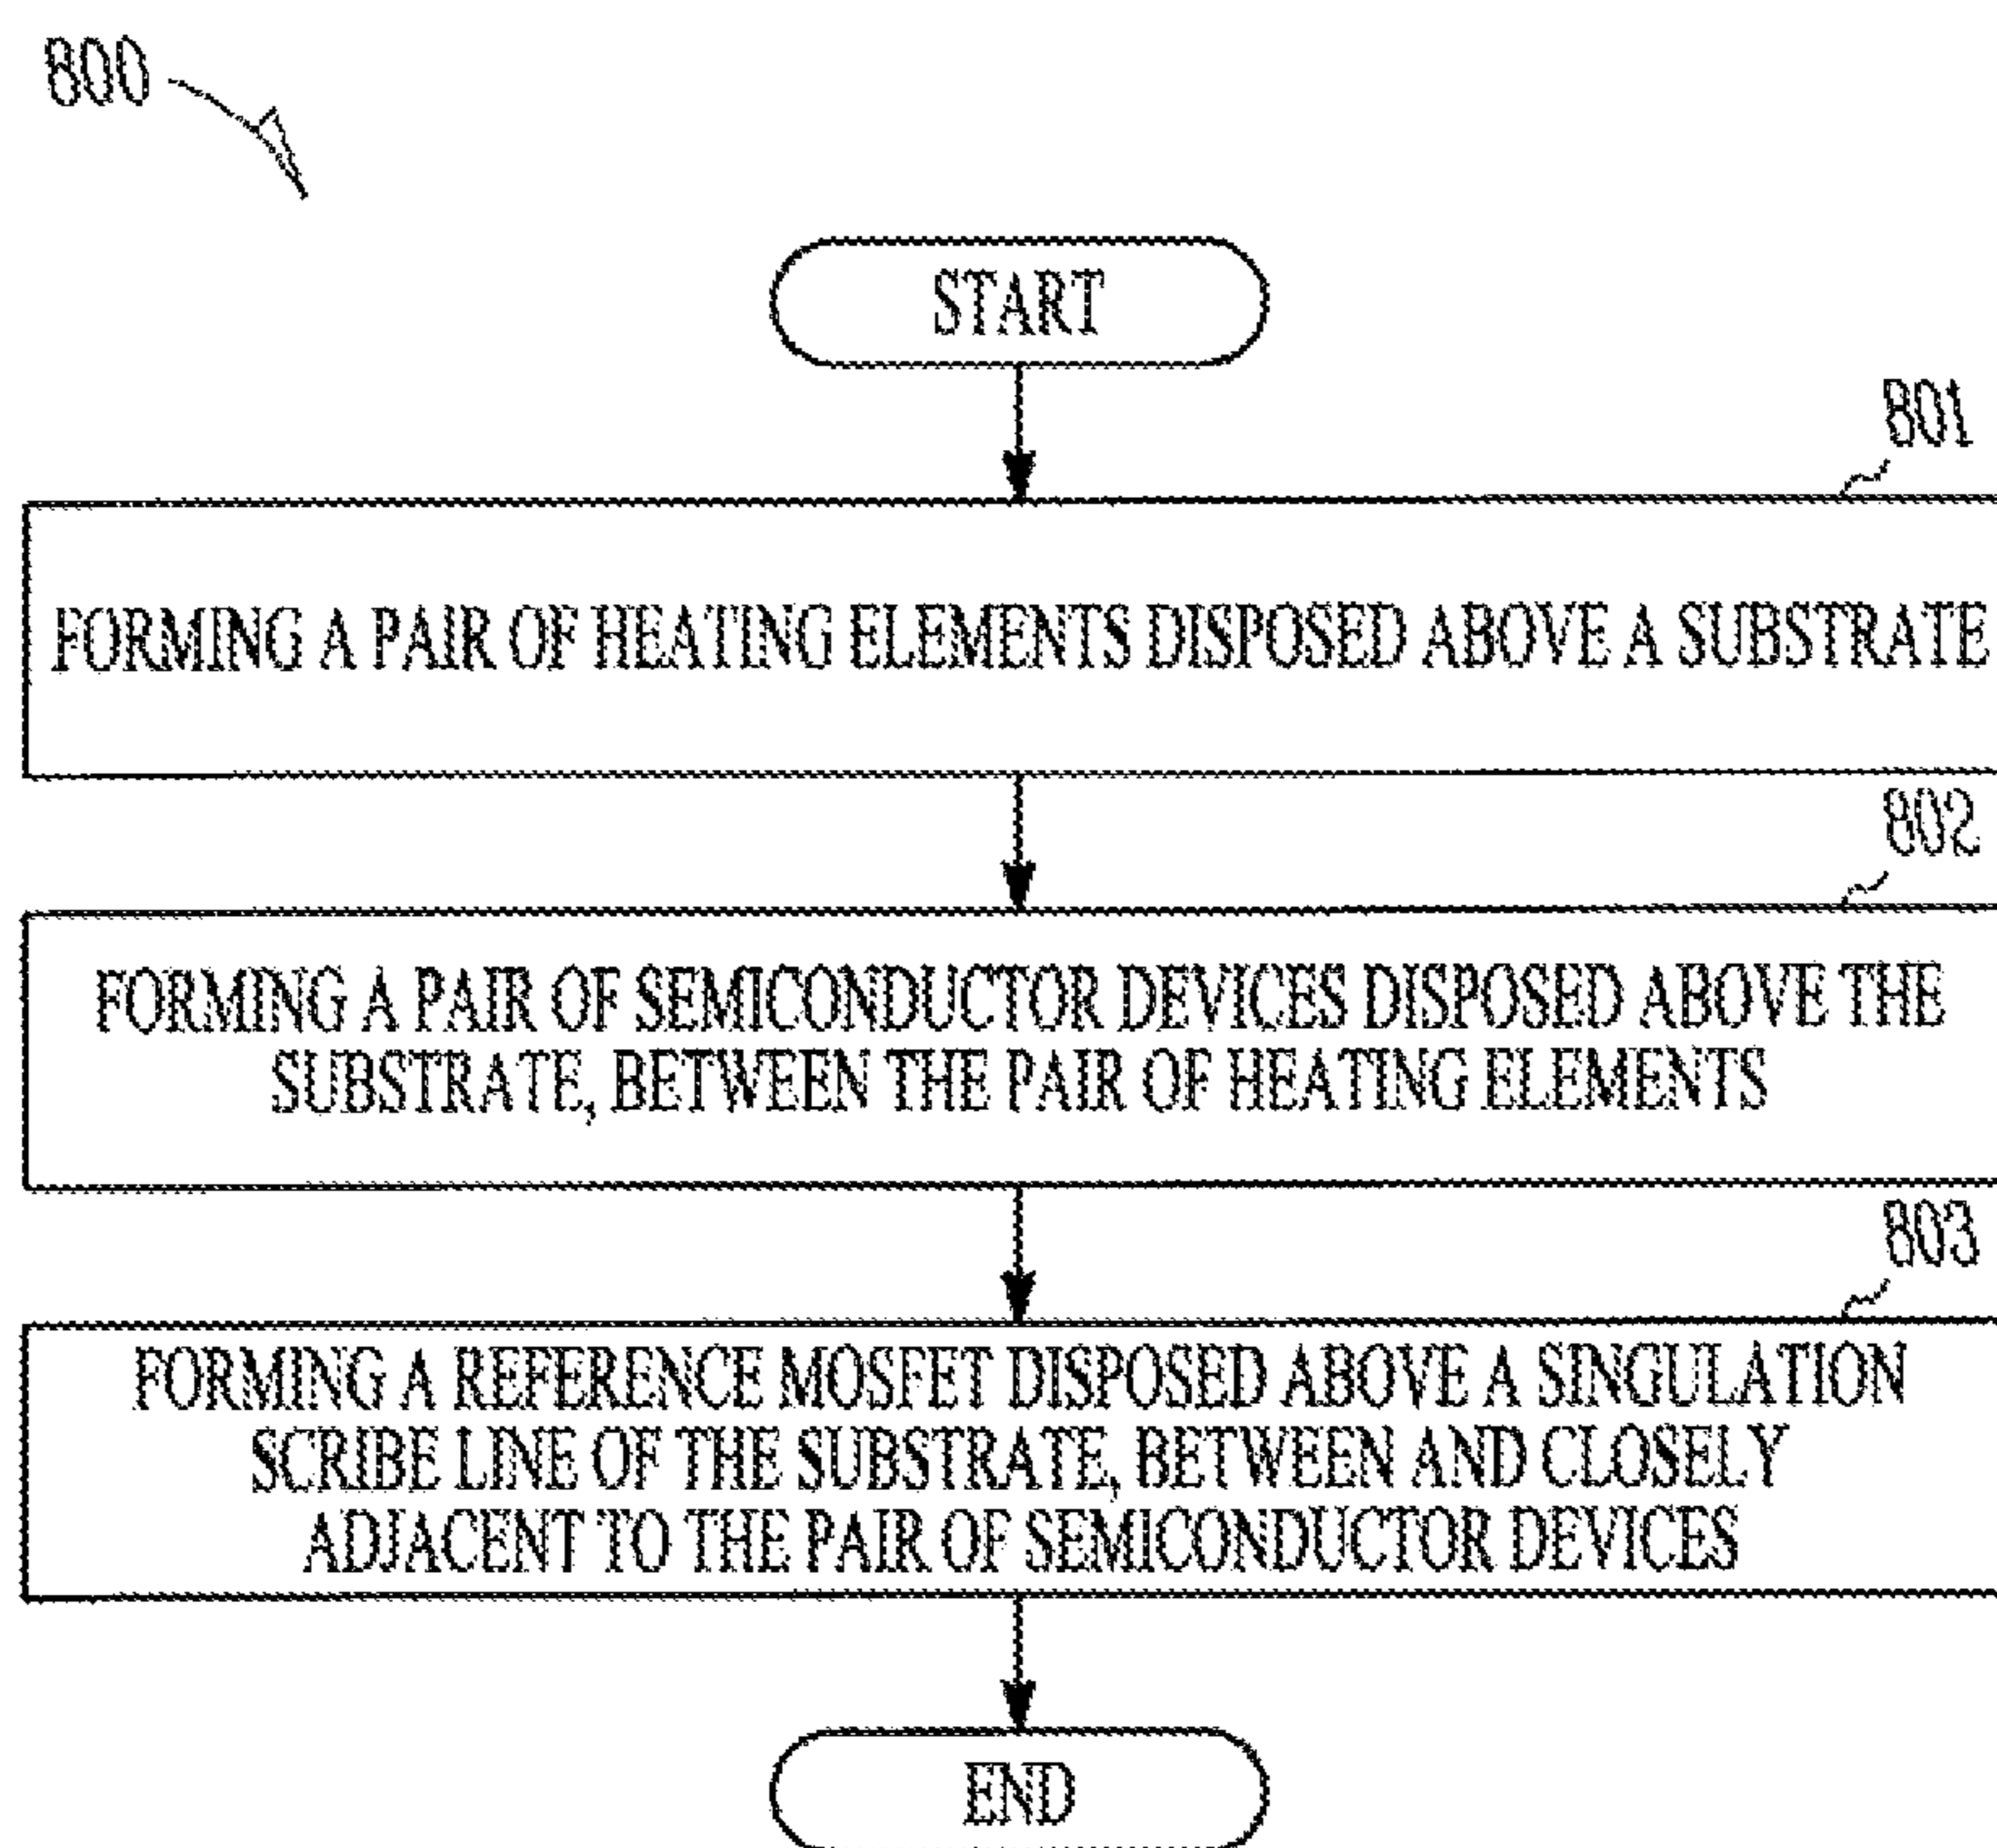 800
START
801
FORMING A PAIR OF HEATING ELEMENTS DISPOSED ABOVE A SUBSTRATE
802
FORMING A PAIR OF SEMICONDUCTOR DEVICES DISPOSED ABOVE THE
SUBSTRATE, BETWEEN THE PAIR OF HEATING ELEMENTS
803
FORMING A REFERENCE MOSFET DISPOSED ABOVE A SINGULATION
SCRIBE LINE OF THE SUBSTRATE, BETWEEN AND CLOSELY
ADJACENT TO THE PAIR OF SEMICONDUCTOR DEVICES
END